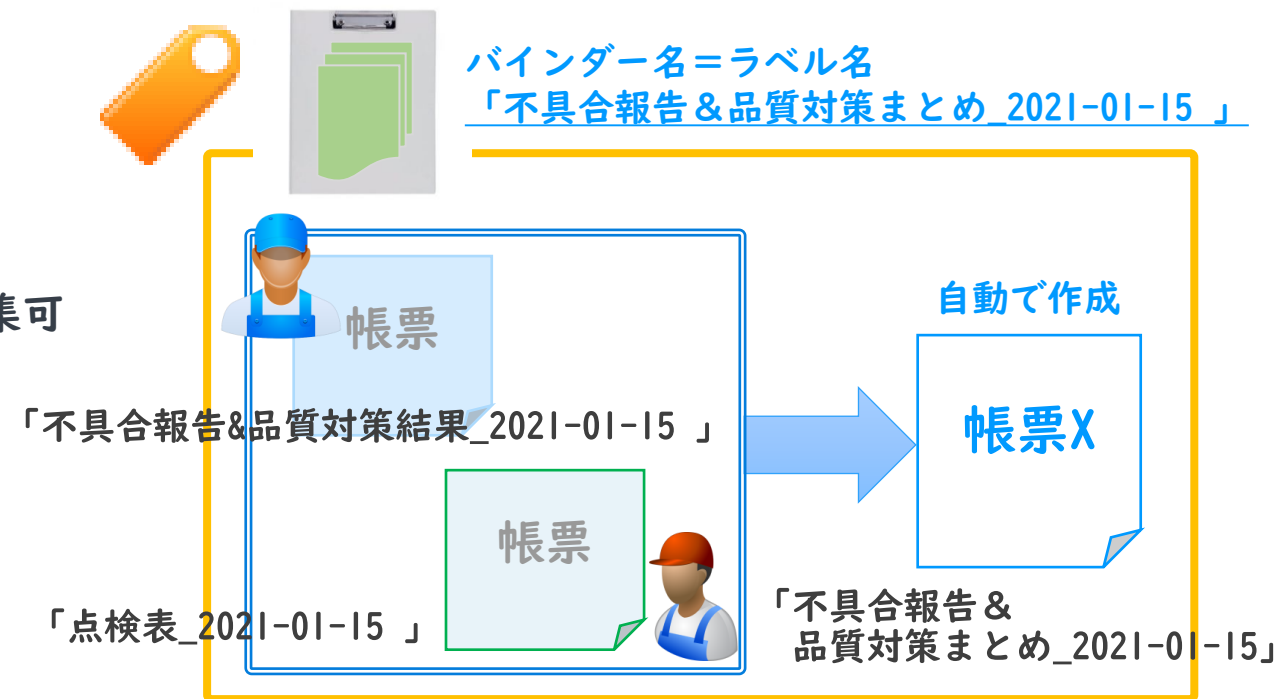 バインダー名＝ラベル名
「不具合報告＆品質対策まとめ_2021-01-15 」
集可
帳票
自動で作成
「不具合報告&品質対策結果_2021-01-15 」
帳票X
帳票
「点検表_2021-01-15 」
「不具合報告＆
品質対策まとめ_2021-01-15」